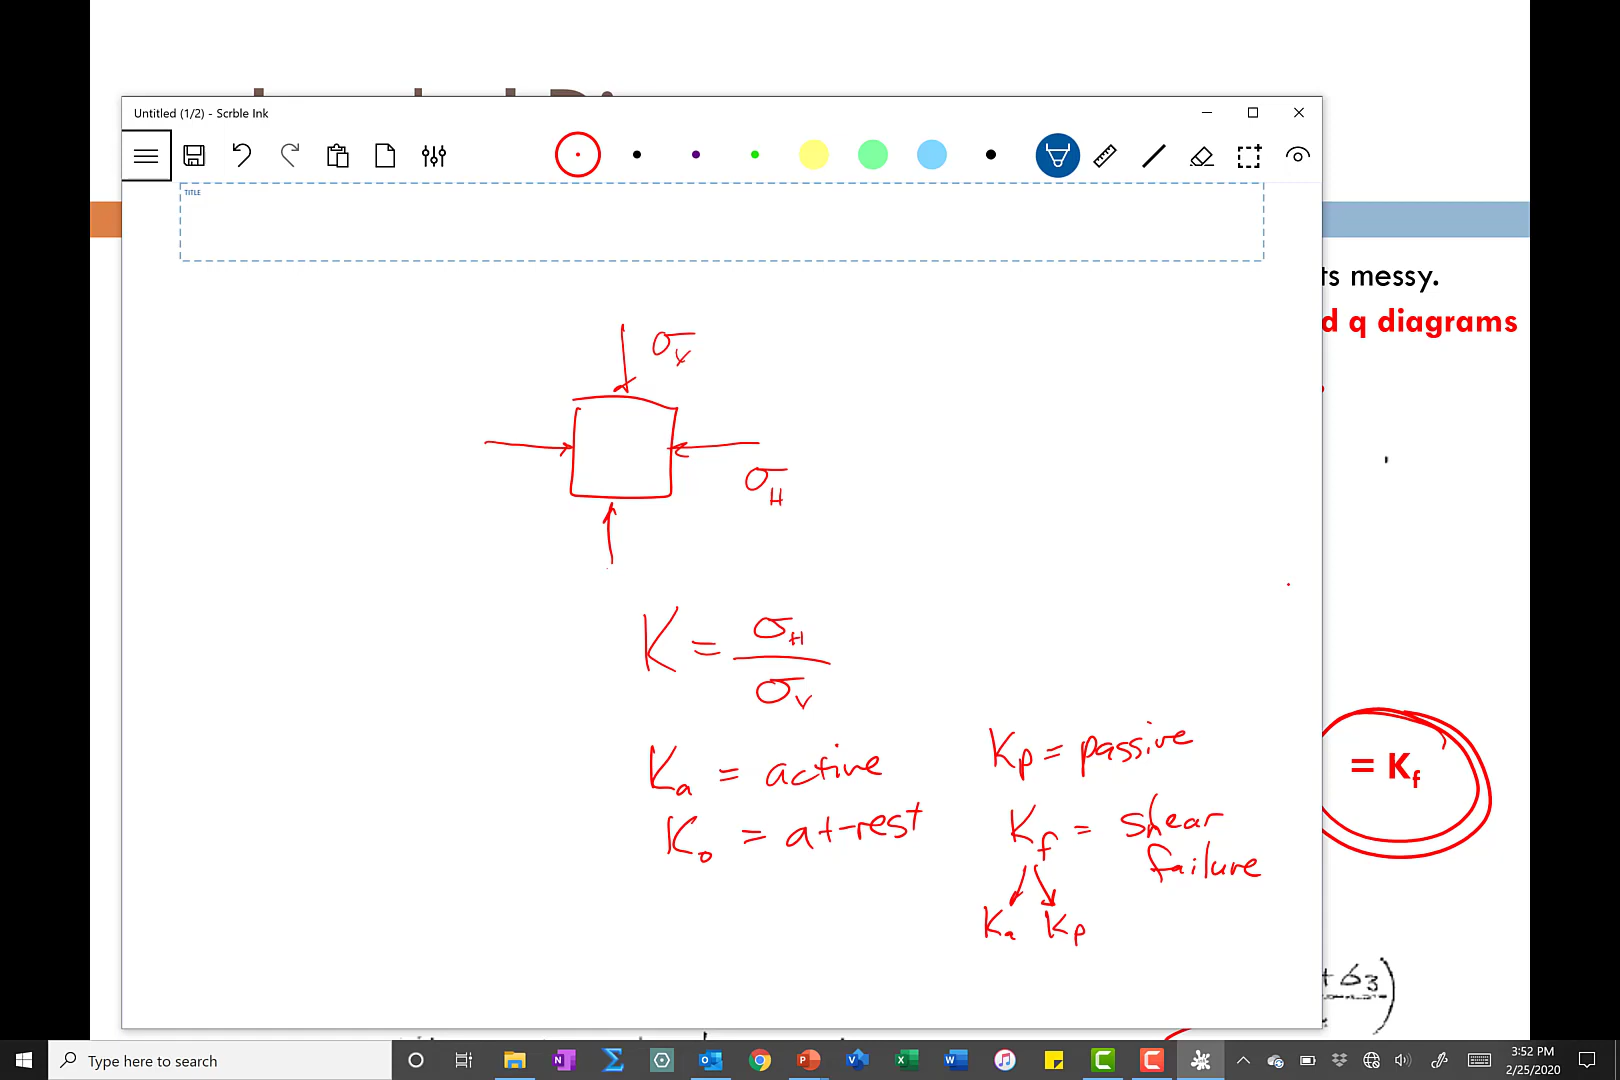 Untitled (1/2) - Scrble Ink
TITLE
ts messy.
d q diagrams
σv
σH
K = σH / σv
Ka = active
Kp = passive
Ko = at-rest
Kf = shear
failure
Ka Kp
= Kf
+ σ3
Type here to search
3:52 PM
2/25/2020